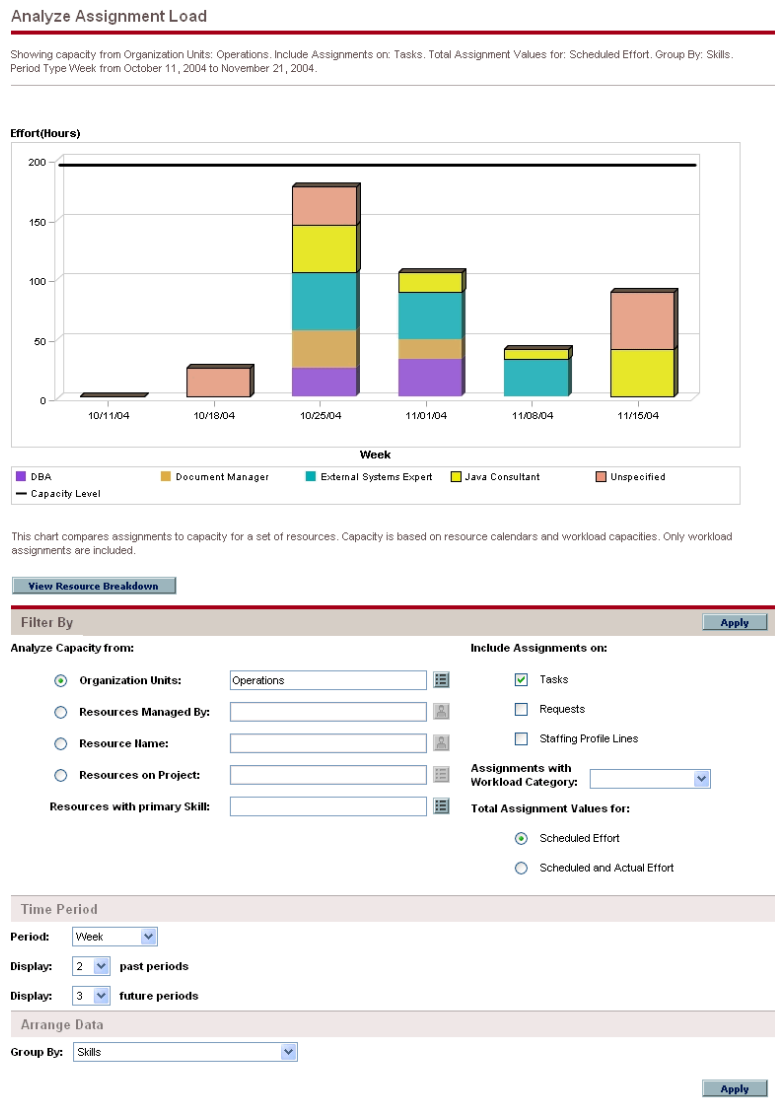 Analyze Assignment Load
Showing capacity from Organization Units: Operations. Include Assignments on: Tasks. Total Assignment Values for: Scheduled Effort. Group By: Skills.
Period Type Week from October 11, 2004 to November 21, 2004.
Effort(Hours)
200
150
100
50
0
10/11/04 10/18/04 10/25/04 11/01/04 11/08/04 11/15/04
Week
DBA Document Manager External Systems Expert Java Consultant Unspecified
Capacity Level
This chart compares assignments to capacity for a set of resources. Capacity is based on resource calendars and workload capacities. Only workload
assignments are included.
View Resource Breakdown
Filter By Apply
Analyze Capacity from: Include Assignments on:
Organization Units: Operations Tasks
Resources Managed By: Requests
Resource Name: Staffing Profile Lines
Resources on Project: Assignments with
Workload Category:
Resources with primary Skill: Total Assignment Values for:
Scheduled Effort
Scheduled and Actual Effort
Time Period
Period: Week
Display: 2 past periods
Display: 3 future periods
Arrange Data
Group By: Skills
Apply